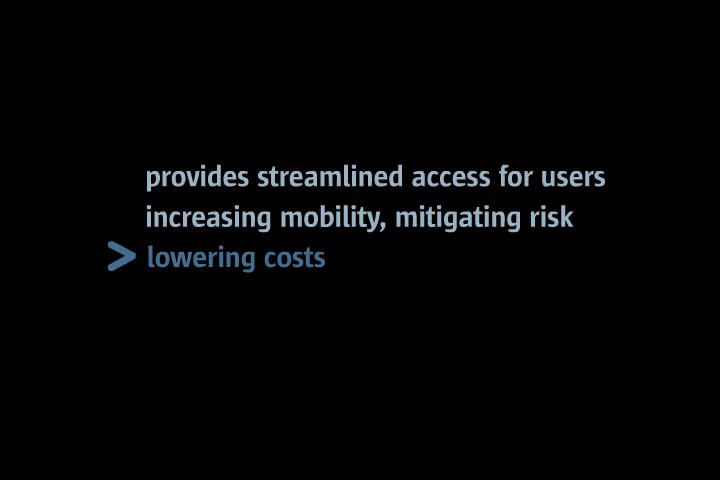 provides streamlined access for users
increasing mobility, mitigating risk
> lowering costs